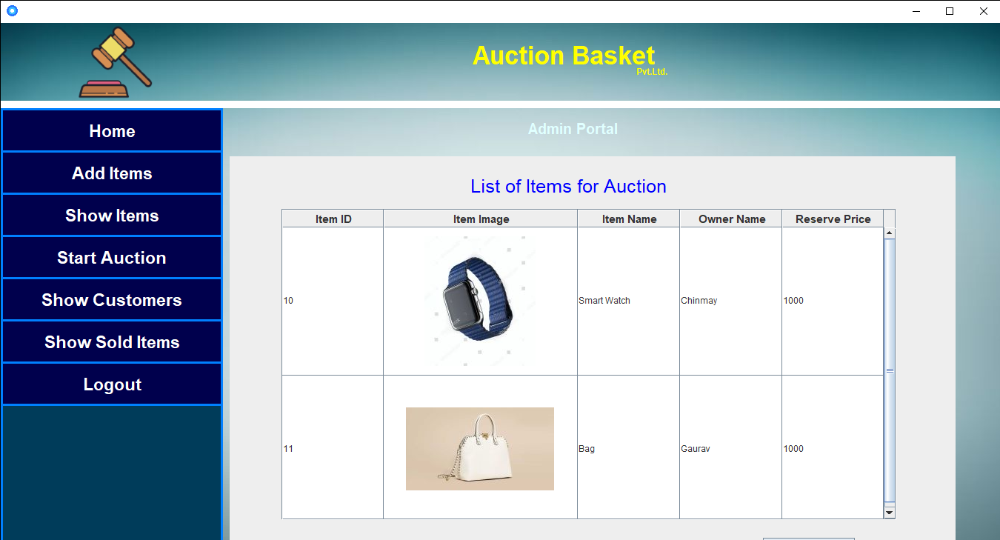 Auction Basket
Pvt.Ltd.
Home
Add Items
Show Items
Start Auction
Show Customers
Show Sold Items
Logout
Admin Portal
List of Items for Auction
Item ID Item Image Item Name Owner Name Reserve Price
10 Smart Watch Chinmay 1000
11 Bag Gaurav 1000